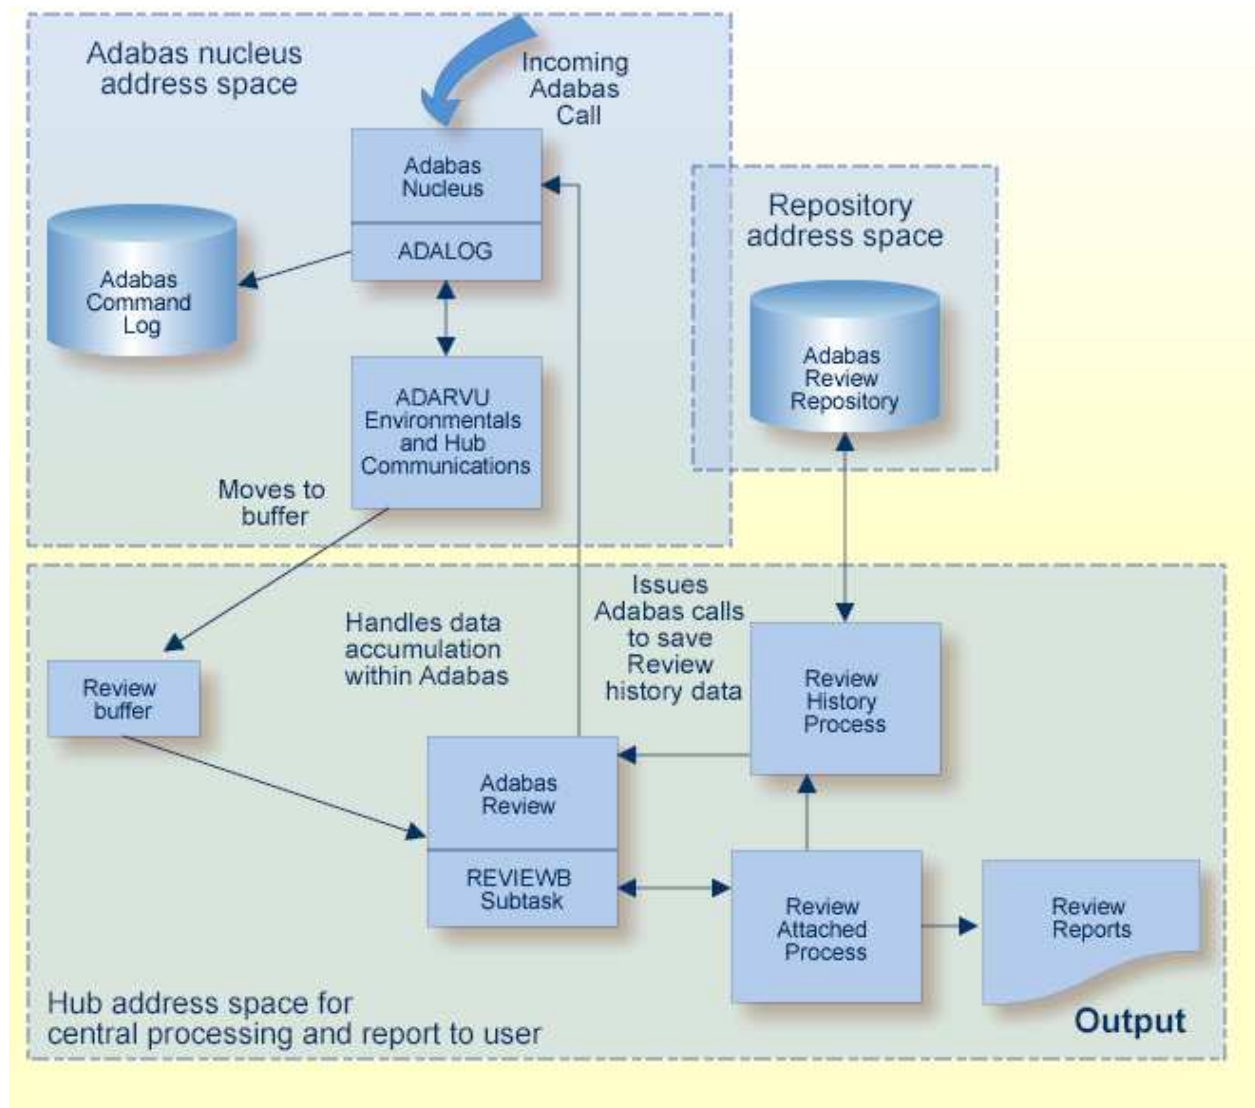 Adabas nucleus
address space
Incoming
Adabas
Call
Adabas
Nucleus
ADALOG
Adabas
Command
Log
ADARVU
Environmentals
and Hub
Communications
Moves to
buffer
Repository
address space
Adabas
Review
Repository
Handles data
accumulation
within Adabas
Issues
Adabas calls
to save
Review
history data
Review
History
Process
Review
buffer
Adabas
Review
REVIEWB
Subtask
Review
Attached
Process
Review
Reports
Output
Hub address space for
central processing and report to user